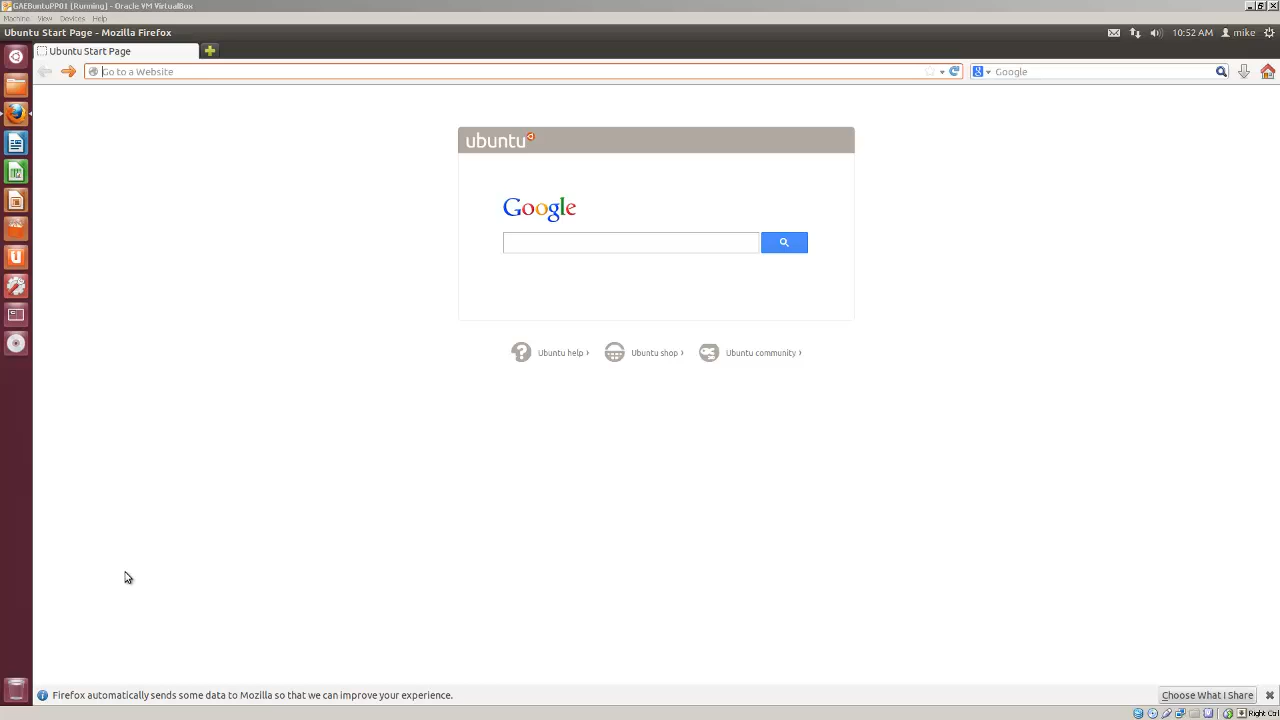 GAEBuntuPP01 [Running] - Oracle VM VirtualBox
Machine View Devices Help
Ubuntu Start Page - Mozilla Firefox
10:52 AM mike
Ubuntu Start Page
Go to a Website
Google
ubuntu
Google
Ubuntu help ›
Ubuntu shop ›
Ubuntu community ›
Firefox automatically sends some data to Mozilla so that we can improve your experience.
Choose What I Share
Right Ctrl